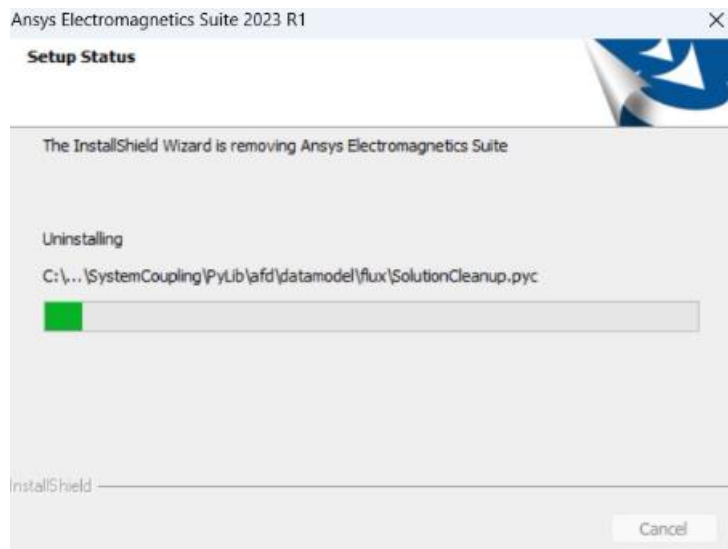 Ansys Electromagnetics Suite 2023 R1
Setup Status
The InstallShield Wizard is removing Ansys Electromagnetics Suite
Uninstalling
C:\...\SystemCoupling\PyLib\afd\datamodel\flux\SolutionCleanup.pyc
InstallShield
Cancel